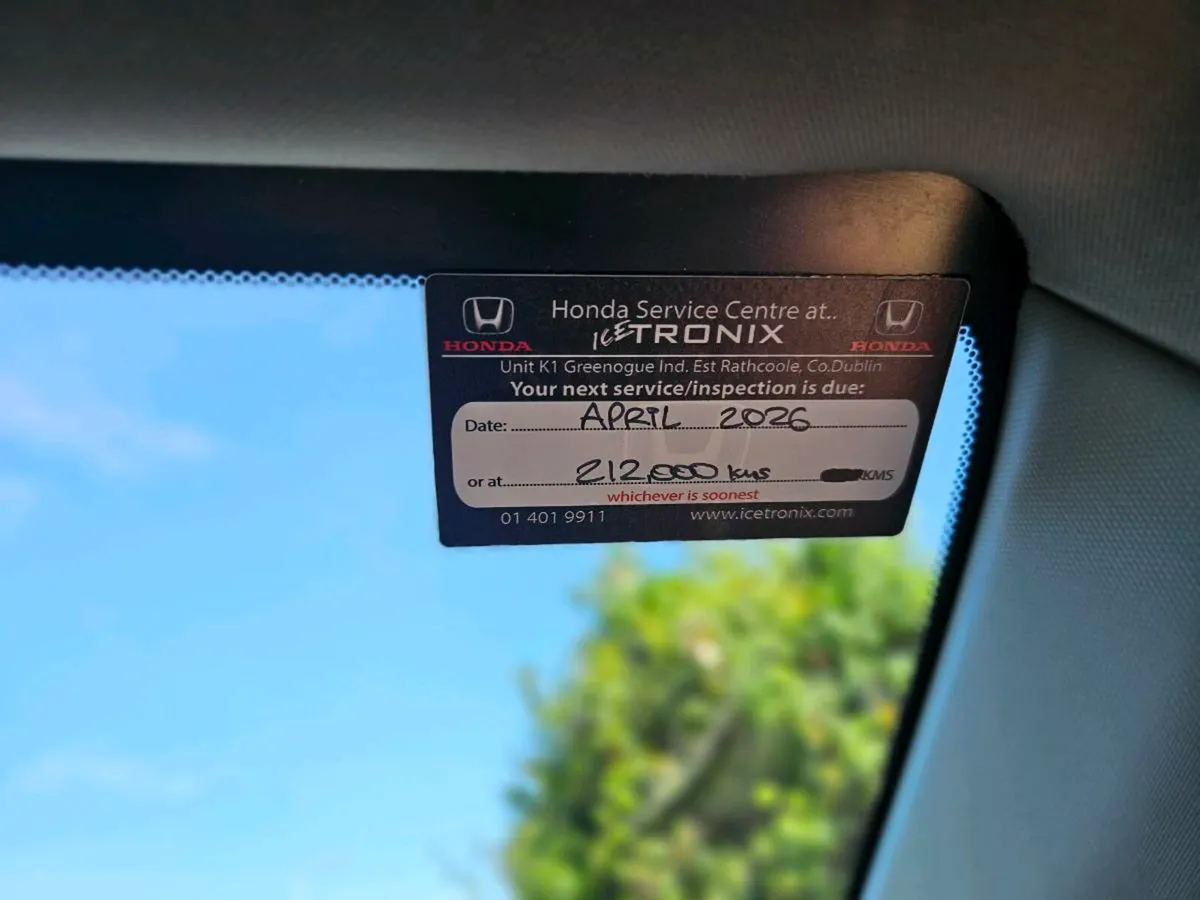 Honda Service Centre at..
ICETRONIX
HONDA
HONDA
Unit K1 Greenogue Ind. Est Rathcoole, Co.Dublin
Your next service/inspection is due:
Date: APRIL 2026
or at 212,000 kms KMS
whichever is soonest
01 401 9911 www.icetronix.com